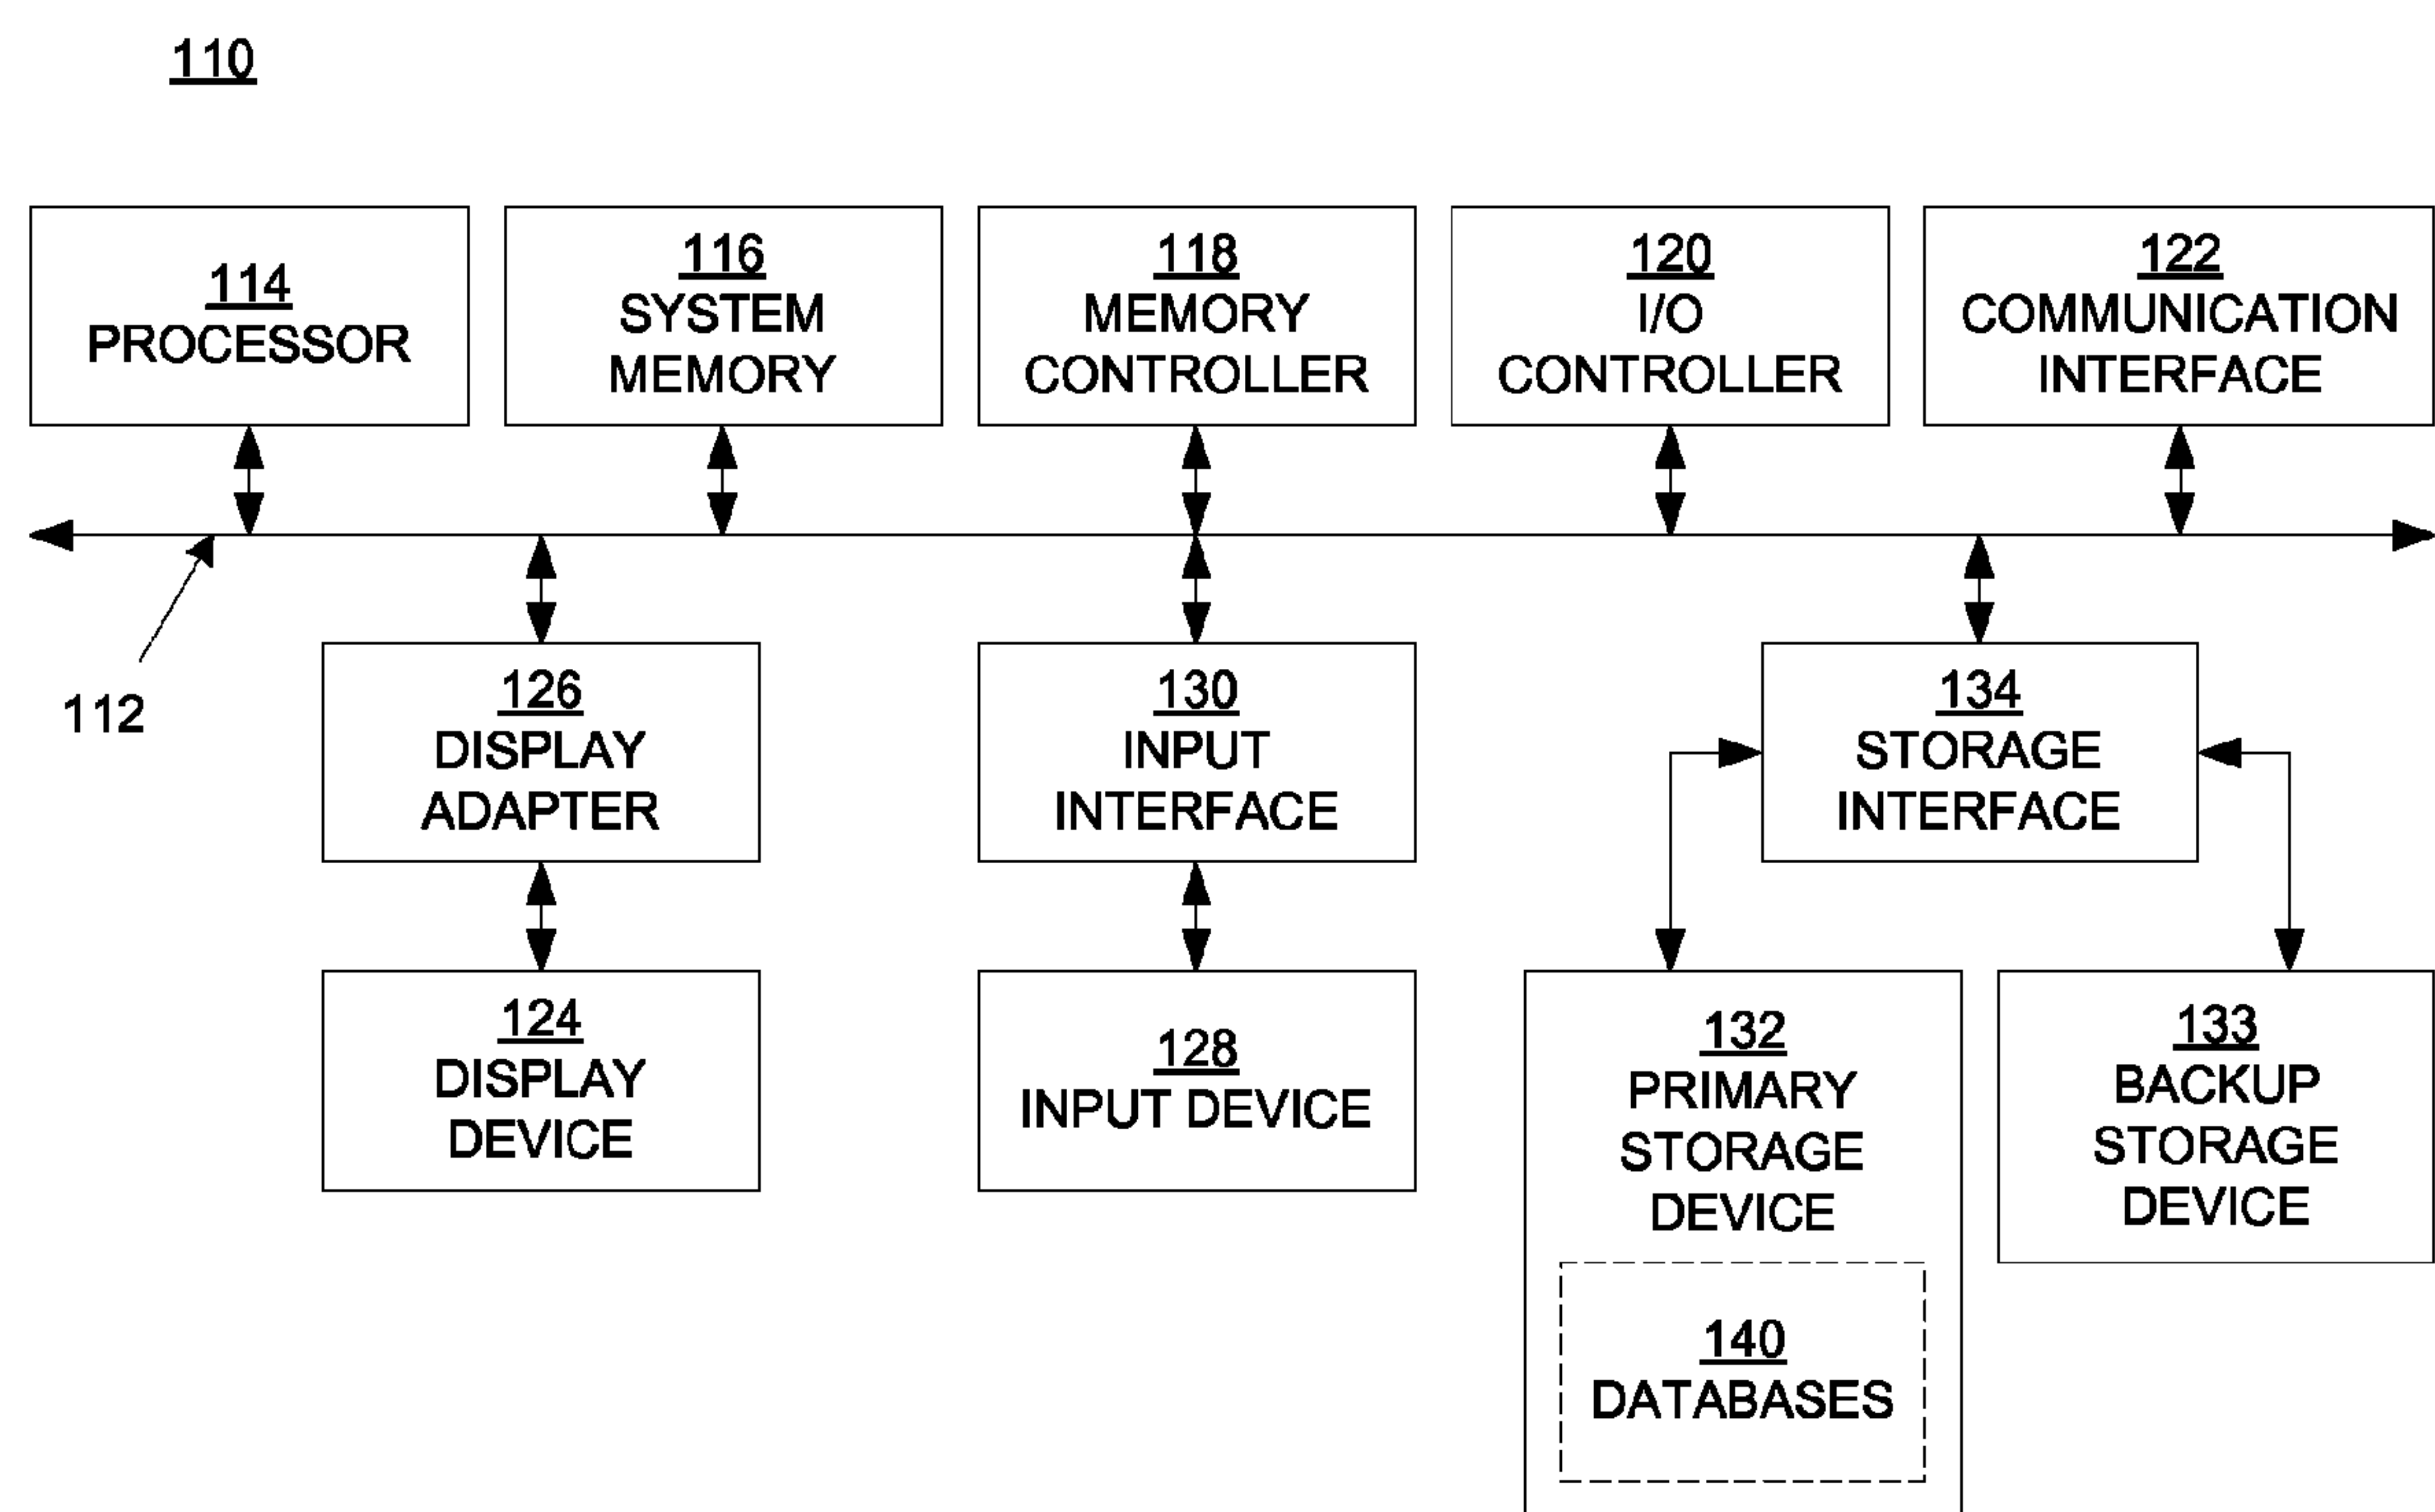 110
114
PROCESSOR
116
SYSTEM
MEMORY
118
MEMORY
CONTROLLER
120
I/O
CONTROLLER
122
COMMUNICATION
INTERFACE
112
126
DISPLAY
ADAPTER
130
INPUT
INTERFACE
134
STORAGE
INTERFACE
124
DISPLAY
DEVICE
128
INPUT DEVICE
132
PRIMARY
STORAGE
DEVICE
133
BACKUP
STORAGE
DEVICE
140
DATABASES